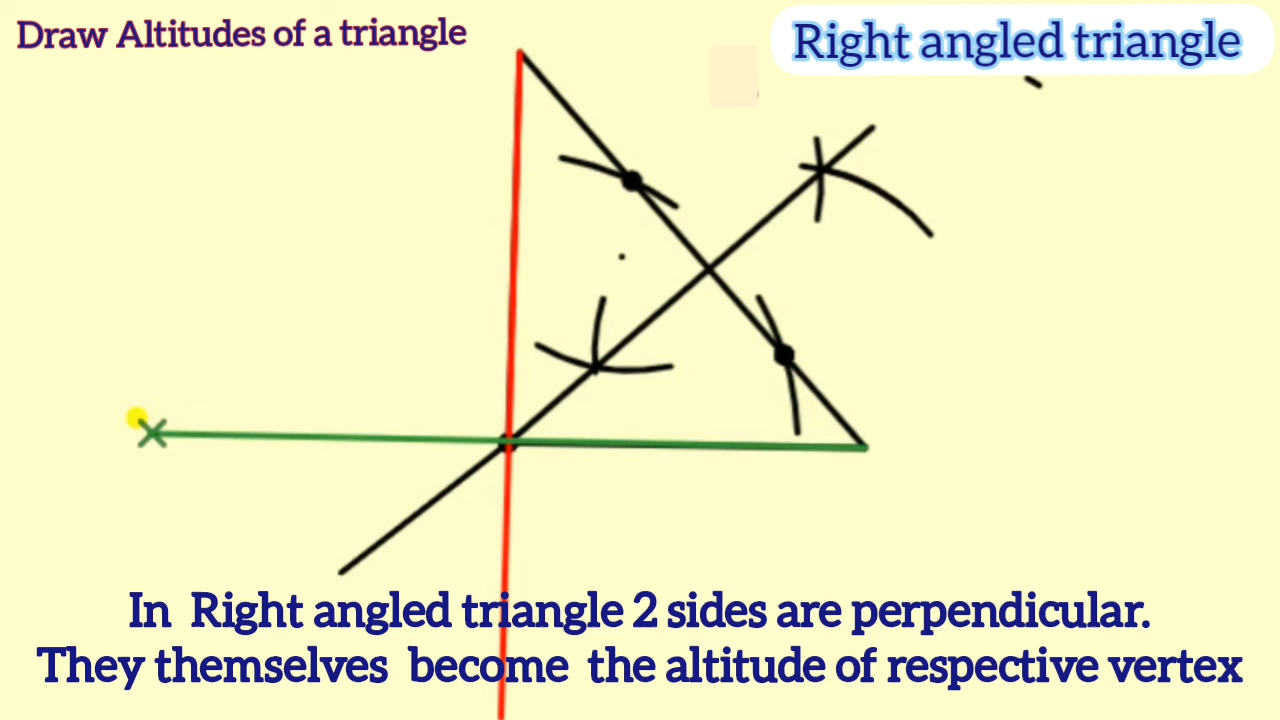 Draw Altitudes of a triangle
Right angled triangle
In Right angled triangle 2 sides are perpendicular.
They themselves become the altitude of respective vertex